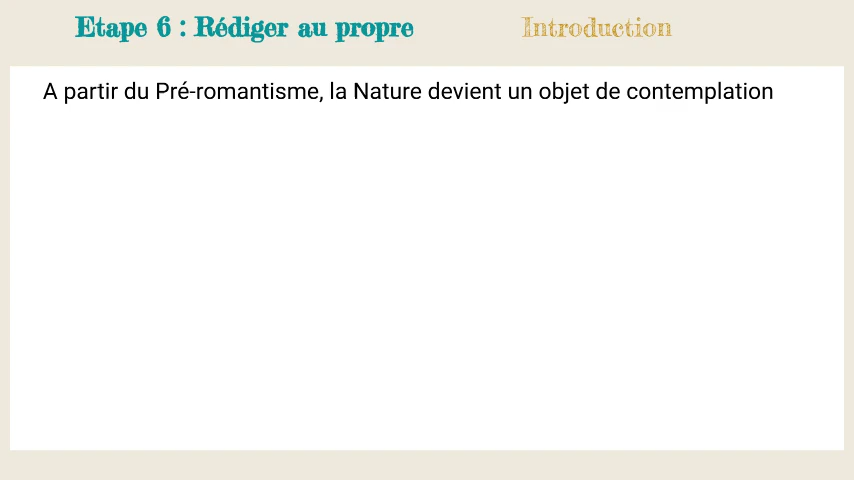 Etape 6 : Rédiger au propre
Introduction
A partir du Pré-romantisme, la Nature devient un objet de contemplation